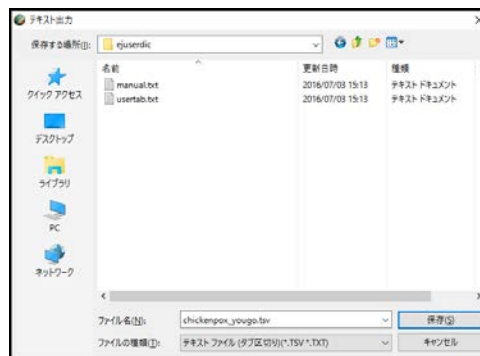 テキスト出力
保存する場所(I): ejuserdic
名前 更新日時 種類
manual.txt 2016/07/03 15:13 テキスト ドキュメント
usertab.txt 2016/07/03 15:13 テキスト ドキュメント
クイック アクセス
デスクトップ
ライブラリ
PC
ネットワーク
ファイル名(N): chickenpox_yougo.tsv 保存(S)
ファイルの種類(T): テキスト ファイル (タブ区切り)(*.TSV *.TXT) キャンセル